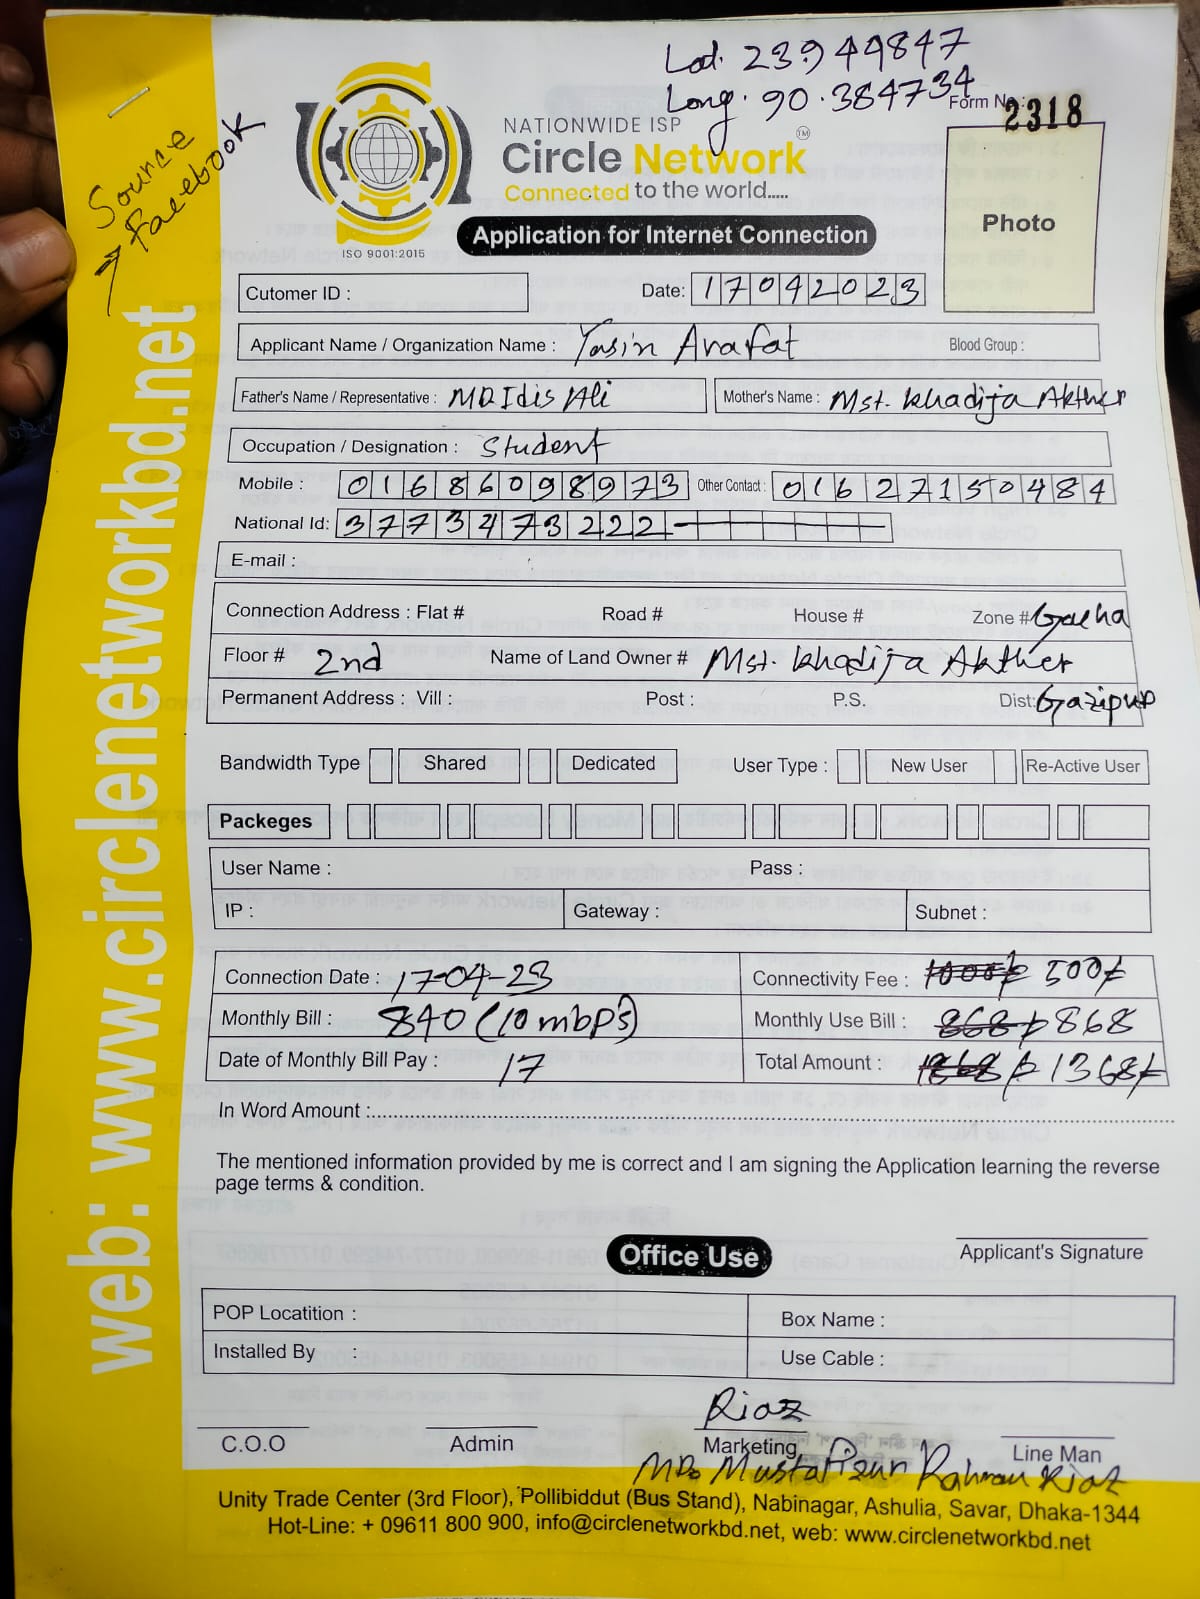 Lad. 23.944847
Long. 90.384734
Form No: 2318
Source
Facebook
NATIONWIDE ISP
Circle Network
TM
Connected to the world.....
ISO 9001:2015
Photo
Application for Internet Connection
Cutomer ID :
Date: 17042023
Applicant Name / Organization Name : Yasin Arafat Blood Group :
Father's Name / Representative : MD Idis Ali Mother's Name : Mst. Khadija Akther
Occupation / Designation : Student
Mobile : 01686098973 Other Contact : 01627150484
National Id: 3773473222
E-mail :
Connection Address : Flat # Road # House # Zone # Gacha
Floor # 2nd Name of Land Owner # Mst. Khadija Akther
Permanent Address : Vill : Post : P.S. Dist: Gazipur
Bandwidth Type Shared Dedicated User Type : New User Re-Active User
Packeges
User Name : Pass :
IP : Gateway : Subnet :
Connection Date : 17-04-23 Connectivity Fee : 1000/= 500/=
Monthly Bill : 840 (10 mbp's) Monthly Use Bill : 868/= 868
Date of Monthly Bill Pay : 17 Total Amount : 1868/= 1368/=
In Word Amount :
The mentioned information provided by me is correct and I am signing the Application learning the reverse
page terms & condition.
Applicant's Signature
Office Use
POP Locatition : Box Name :
Installed By : Use Cable :
Riaz
C.O.O Admin Marketing Line Man
MD. Mustafizur Rahman Riaz
Unity Trade Center (3rd Floor), Pollibiddut (Bus Stand), Nabinagar, Ashulia, Savar, Dhaka-1344
Hot-Line: + 09611 800 900, info@circlenetworkbd.net, web: www.circlenetworkbd.net
web: www.circlenetworkbd.net